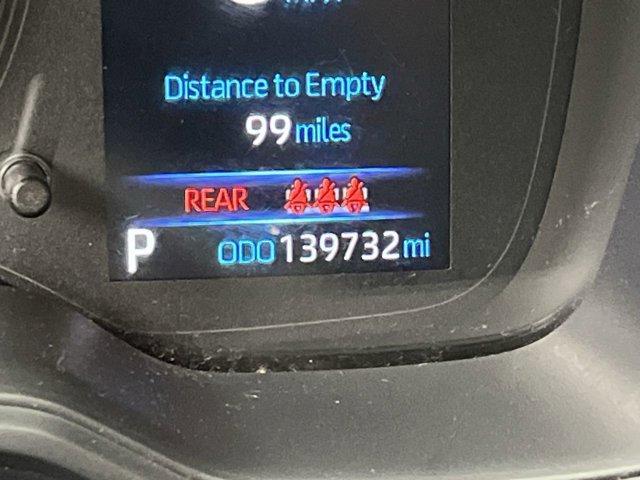 Distance to Empty
99 miles
REAR
P ODO 139732 mi